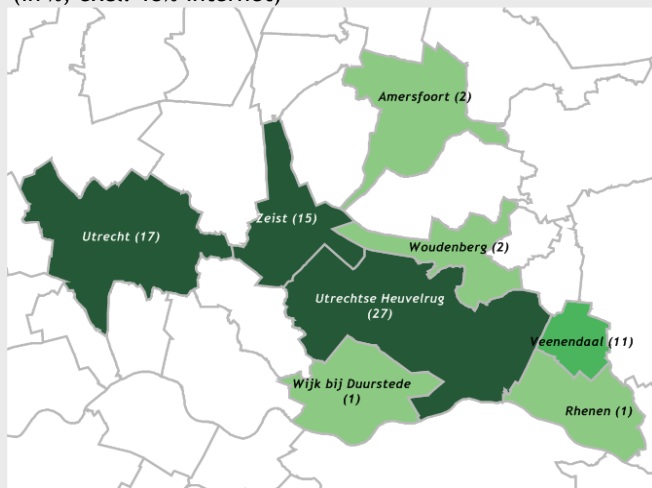 Amersfoort (2)
Zeist (15)
Utrecht (17)
Woudenberg (2)
Utrechtse Heuvelrug
(27)
Veenendaal (11)
Wijk bij Duurstede
(1)
Rhenen (1)